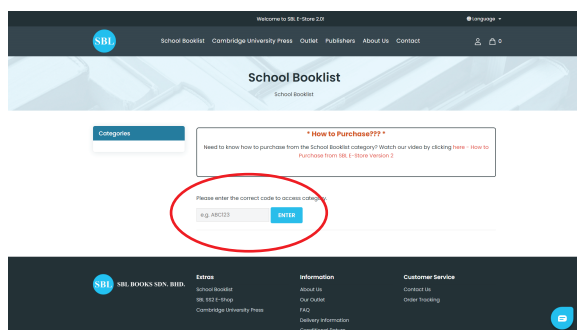 Welcome to SBL E-Store 2.0!
Language
SBL
School Booklist Cambridge University Press Outlet Publishers About Us Contact
0
School Booklist
School Booklist
Categories
* How to Purchase??? *
Need to know how to purchase from the School Booklist category? Watch our video by clicking here - How to
Purchase from SBL E-Store Version 2
Please enter the correct code to access category.
e.g. ABC123
ENTER
SBL SBL BOOKS SDN. BHD.
Extras Information Customer Service
School Booklist About Us Contact Us
SBL SS2 E-Shop Our Outlet Order Tracking
Cambridge University Press FAQ
Delivery Information
Conditional Return